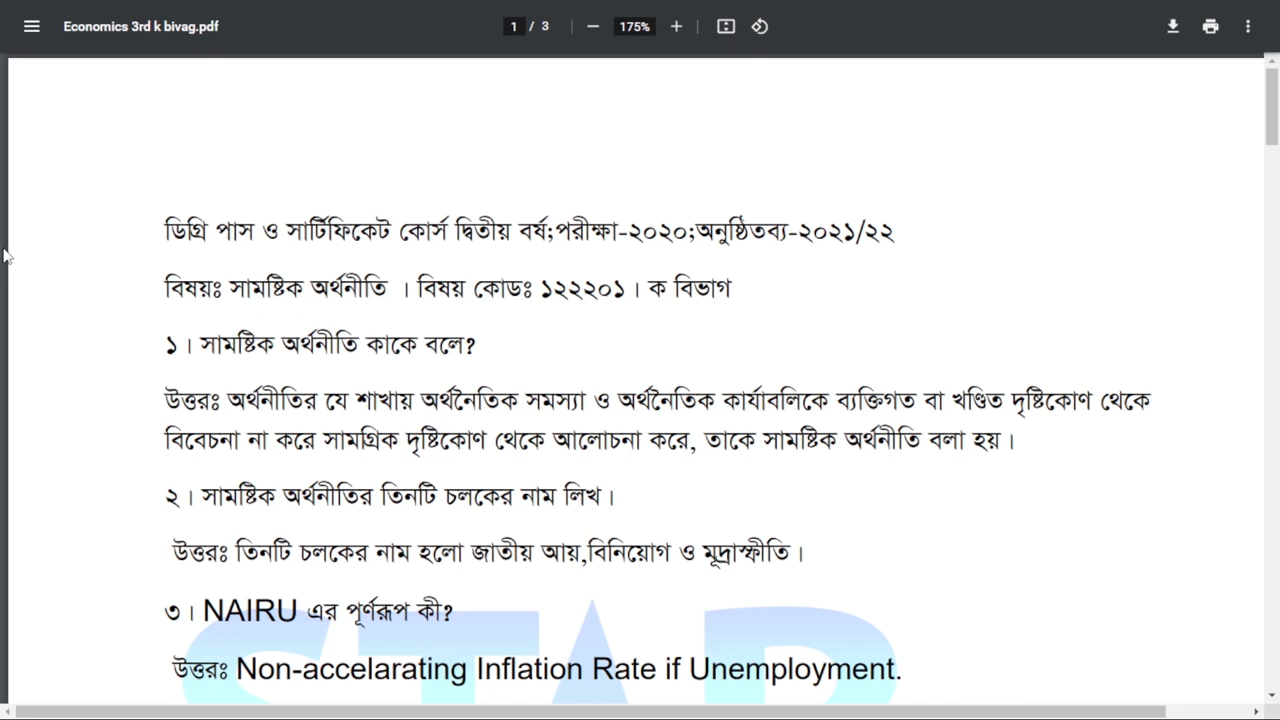 Economics 3rd k bivag.pdf
1 / 3
175%
ডিগ্রি পাস ও সার্টিফিকেট কোর্স দ্বিতীয় বর্ষ;পরীক্ষা-২০২০;অনুষ্ঠিতব্য-২০২১/২২
বিষয়ঃ সামষ্টিক অর্থনীতি । বিষয় কোডঃ ১২২২০১। ক বিভাগ
১। সামষ্টিক অর্থনীতি কাকে বলে?
উত্তরঃ অর্থনীতির যে শাখায় অর্থনৈতিক সমস্যা ও অর্থনৈতিক কার্যাবলিকে ব্যক্তিগত বা খণ্ডিত দৃষ্টিকোণ থেকে
বিবেচনা না করে সামগ্রিক দৃষ্টিকোণ থেকে আলোচনা করে, তাকে সামষ্টিক অর্থনীতি বলা হয়।
২। সামষ্টিক অর্থনীতির তিনটি চলকের নাম লিখ।
উত্তরঃ তিনটি চলকের নাম হলো জাতীয় আয়,বিনিয়োগ ও মূদ্রাস্ফীতি।
৩। NAIRU এর পূর্ণরূপ কী?
উত্তরঃ Non-accelarating Inflation Rate if Unemployment.